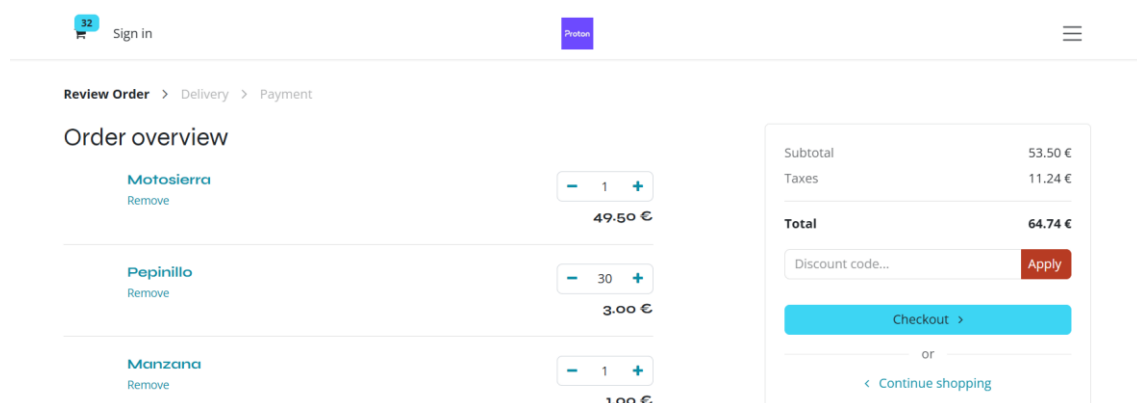 32
Sign in
Proton
Review Order > Delivery > Payment
Order overview
Motosierra
Remove
− 1 +
49.50 €
Pepinillo
Remove
− 30 +
3.00 €
Manzana
Remove
− 1 +
1.00 €
Subtotal 53.50 €
Taxes 11.24 €
Total 64.74 €
Discount code... Apply
Checkout >
or
< Continue shopping